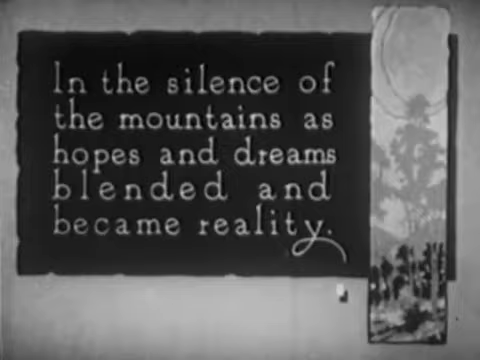 In the silence of
the mountains as
hopes and dreams
blended and
became reality.